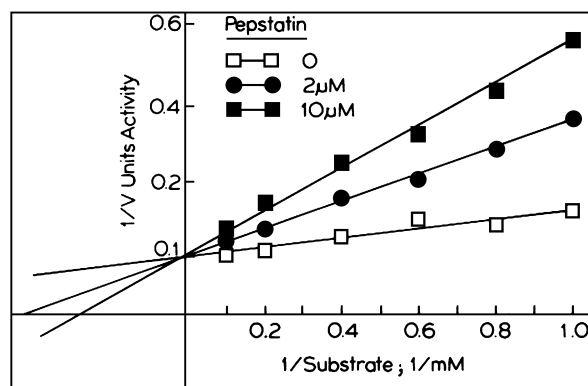 Pepstatin
0
2µM
10µM
1/V Units Activity
0.6
0.4
0.2
0.1
0.2 0.4 0.6 0.8 1.0
1/Substrate ; 1/mM